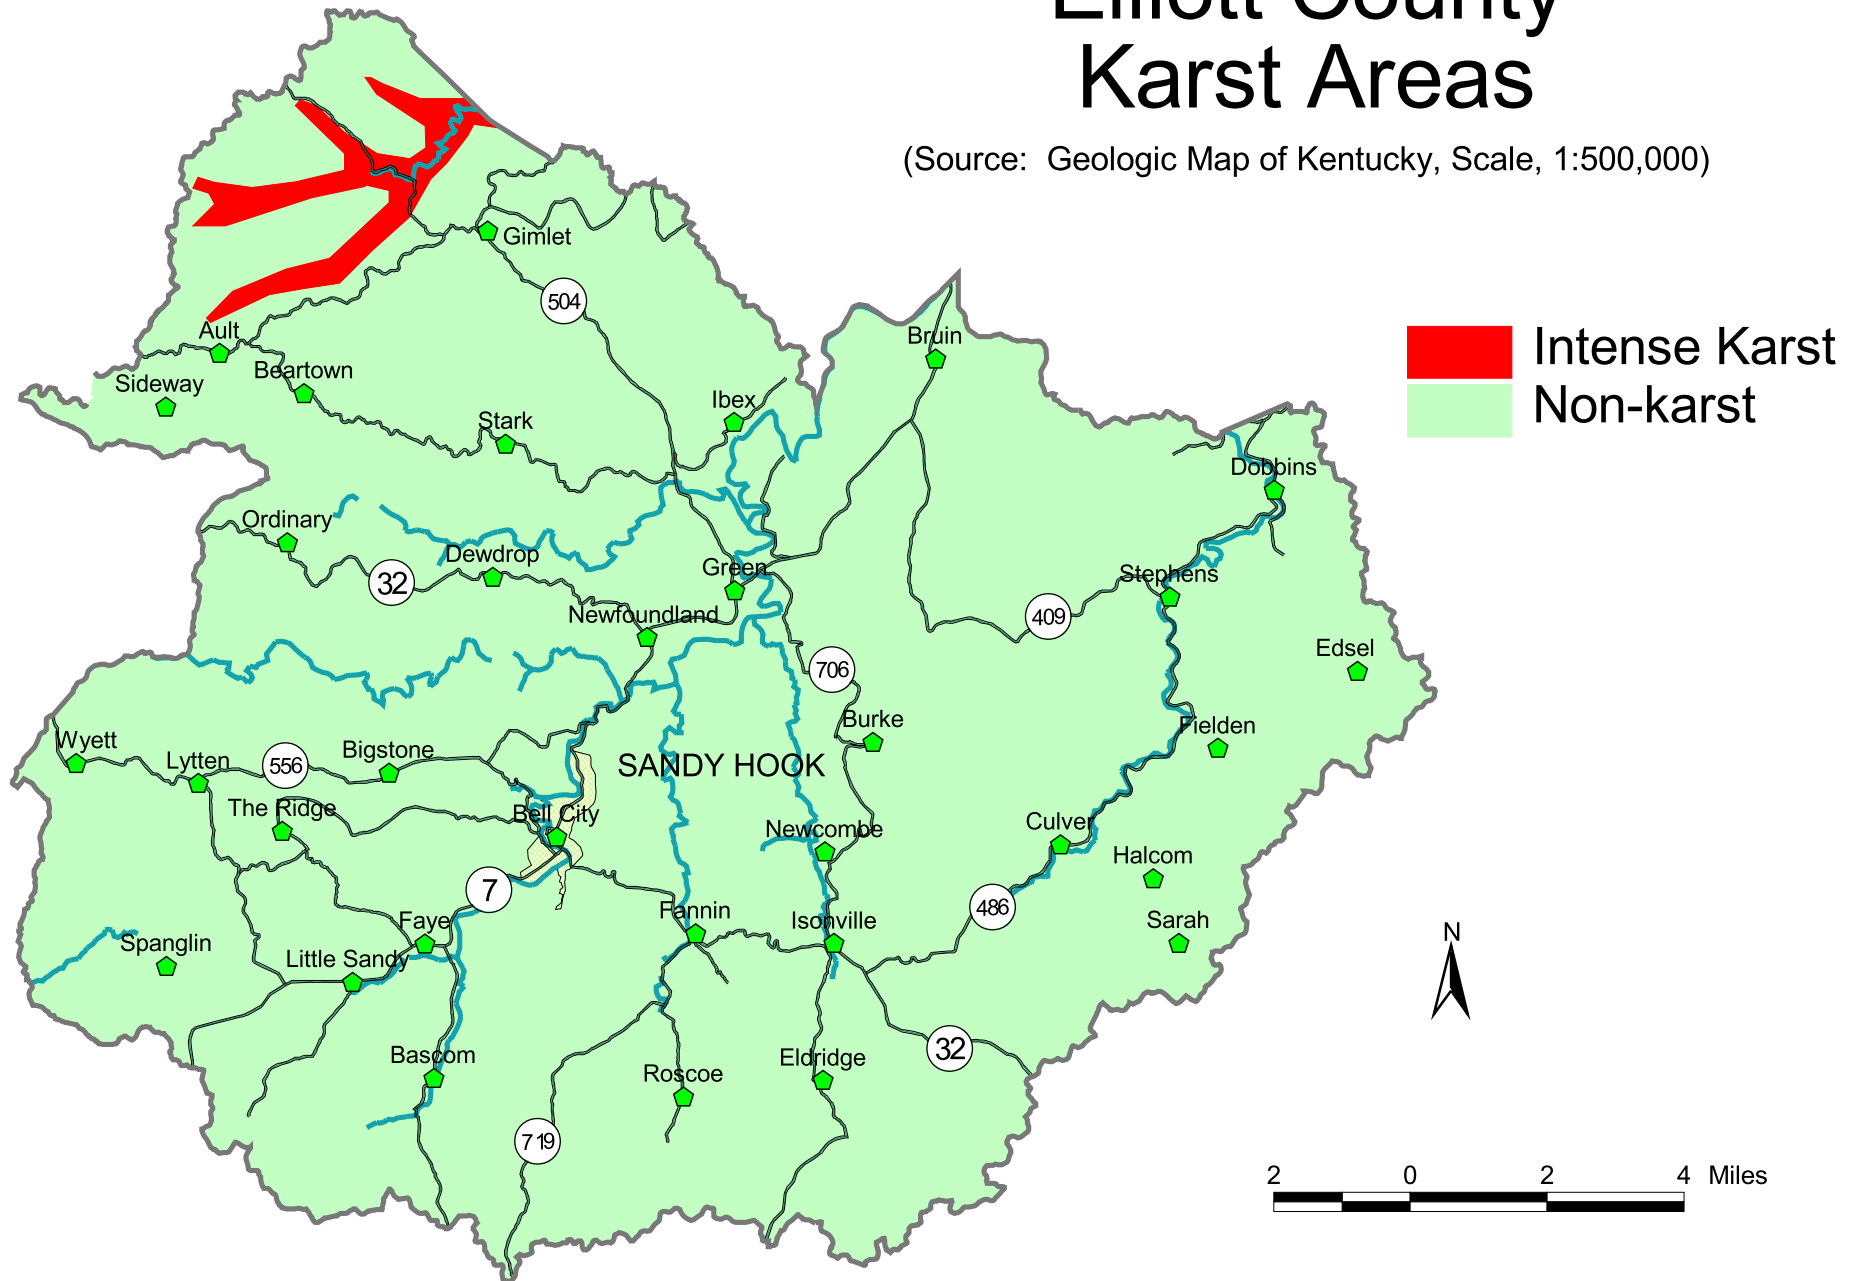 Elliott County
Karst Areas
(Source: Geologic Map of Kentucky, Scale, 1:500,000)
Gimlet
504
Ault
Bruin
Intense Karst
Beartown
Sideway
Ibex
Non-karst
Stark
Dobbins
Ordinary
Dewdrop
32
Green
Stephens
Newfoundland
409
Edsel
706
Burke
Fielden
Wyett
Bigstone
Lytten
556
SANDY HOOK
The Ridge
Bell City
Newcombe
Culver
Halcom
7
486
Fannin
Isonville
Sarah
Faye
N
Spanglin
Little Sandy
32
Bascom
Eldridge
Roscoe
719
2 0 2 4 Miles